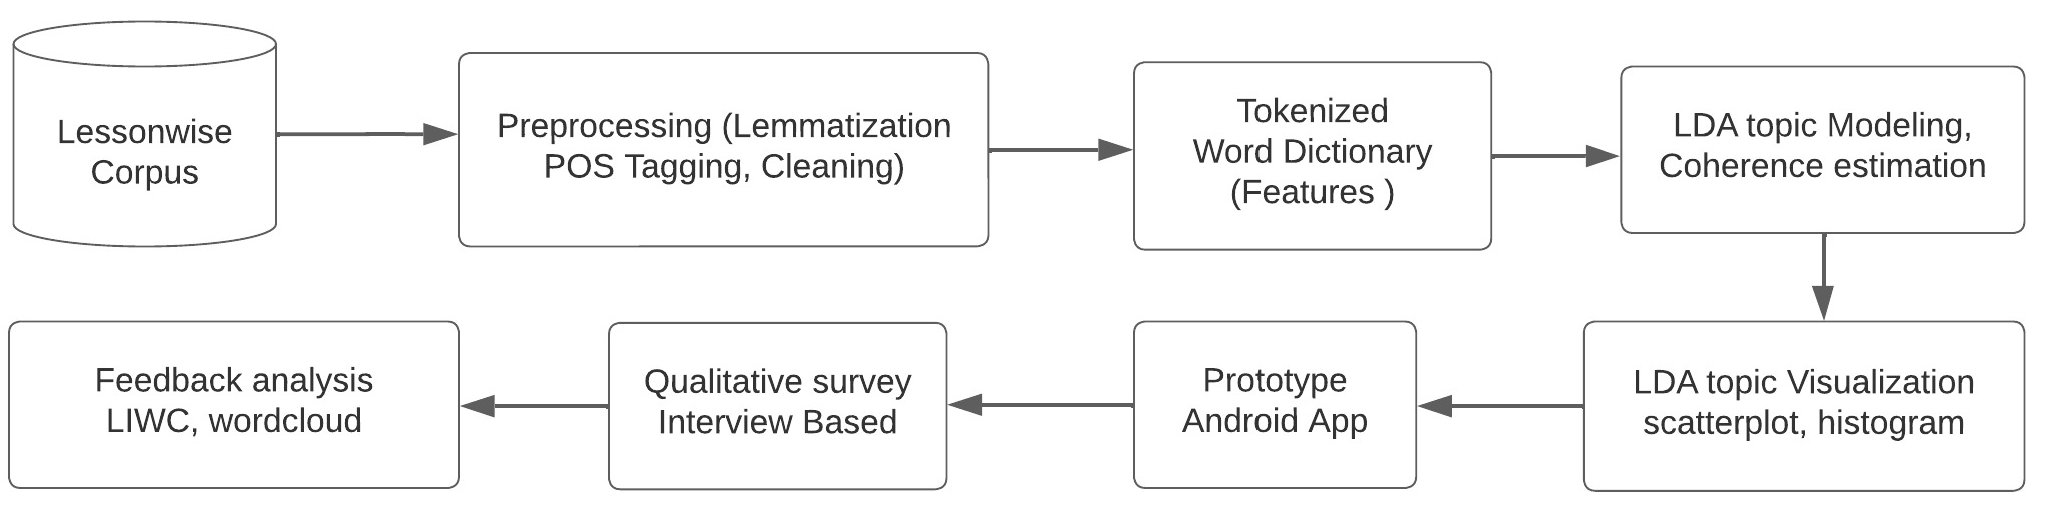 Lessonwise
Corpus
Preprocessing (Lemmatization
POS Tagging, Cleaning)
Tokenized
Word Dictionary
(Features )
LDA topic Modeling,
Coherence estimation
LDA topic Visualization
scatterplot, histogram
Prototype
Android App
Qualitative survey
Interview Based
Feedback analysis
LIWC, wordcloud